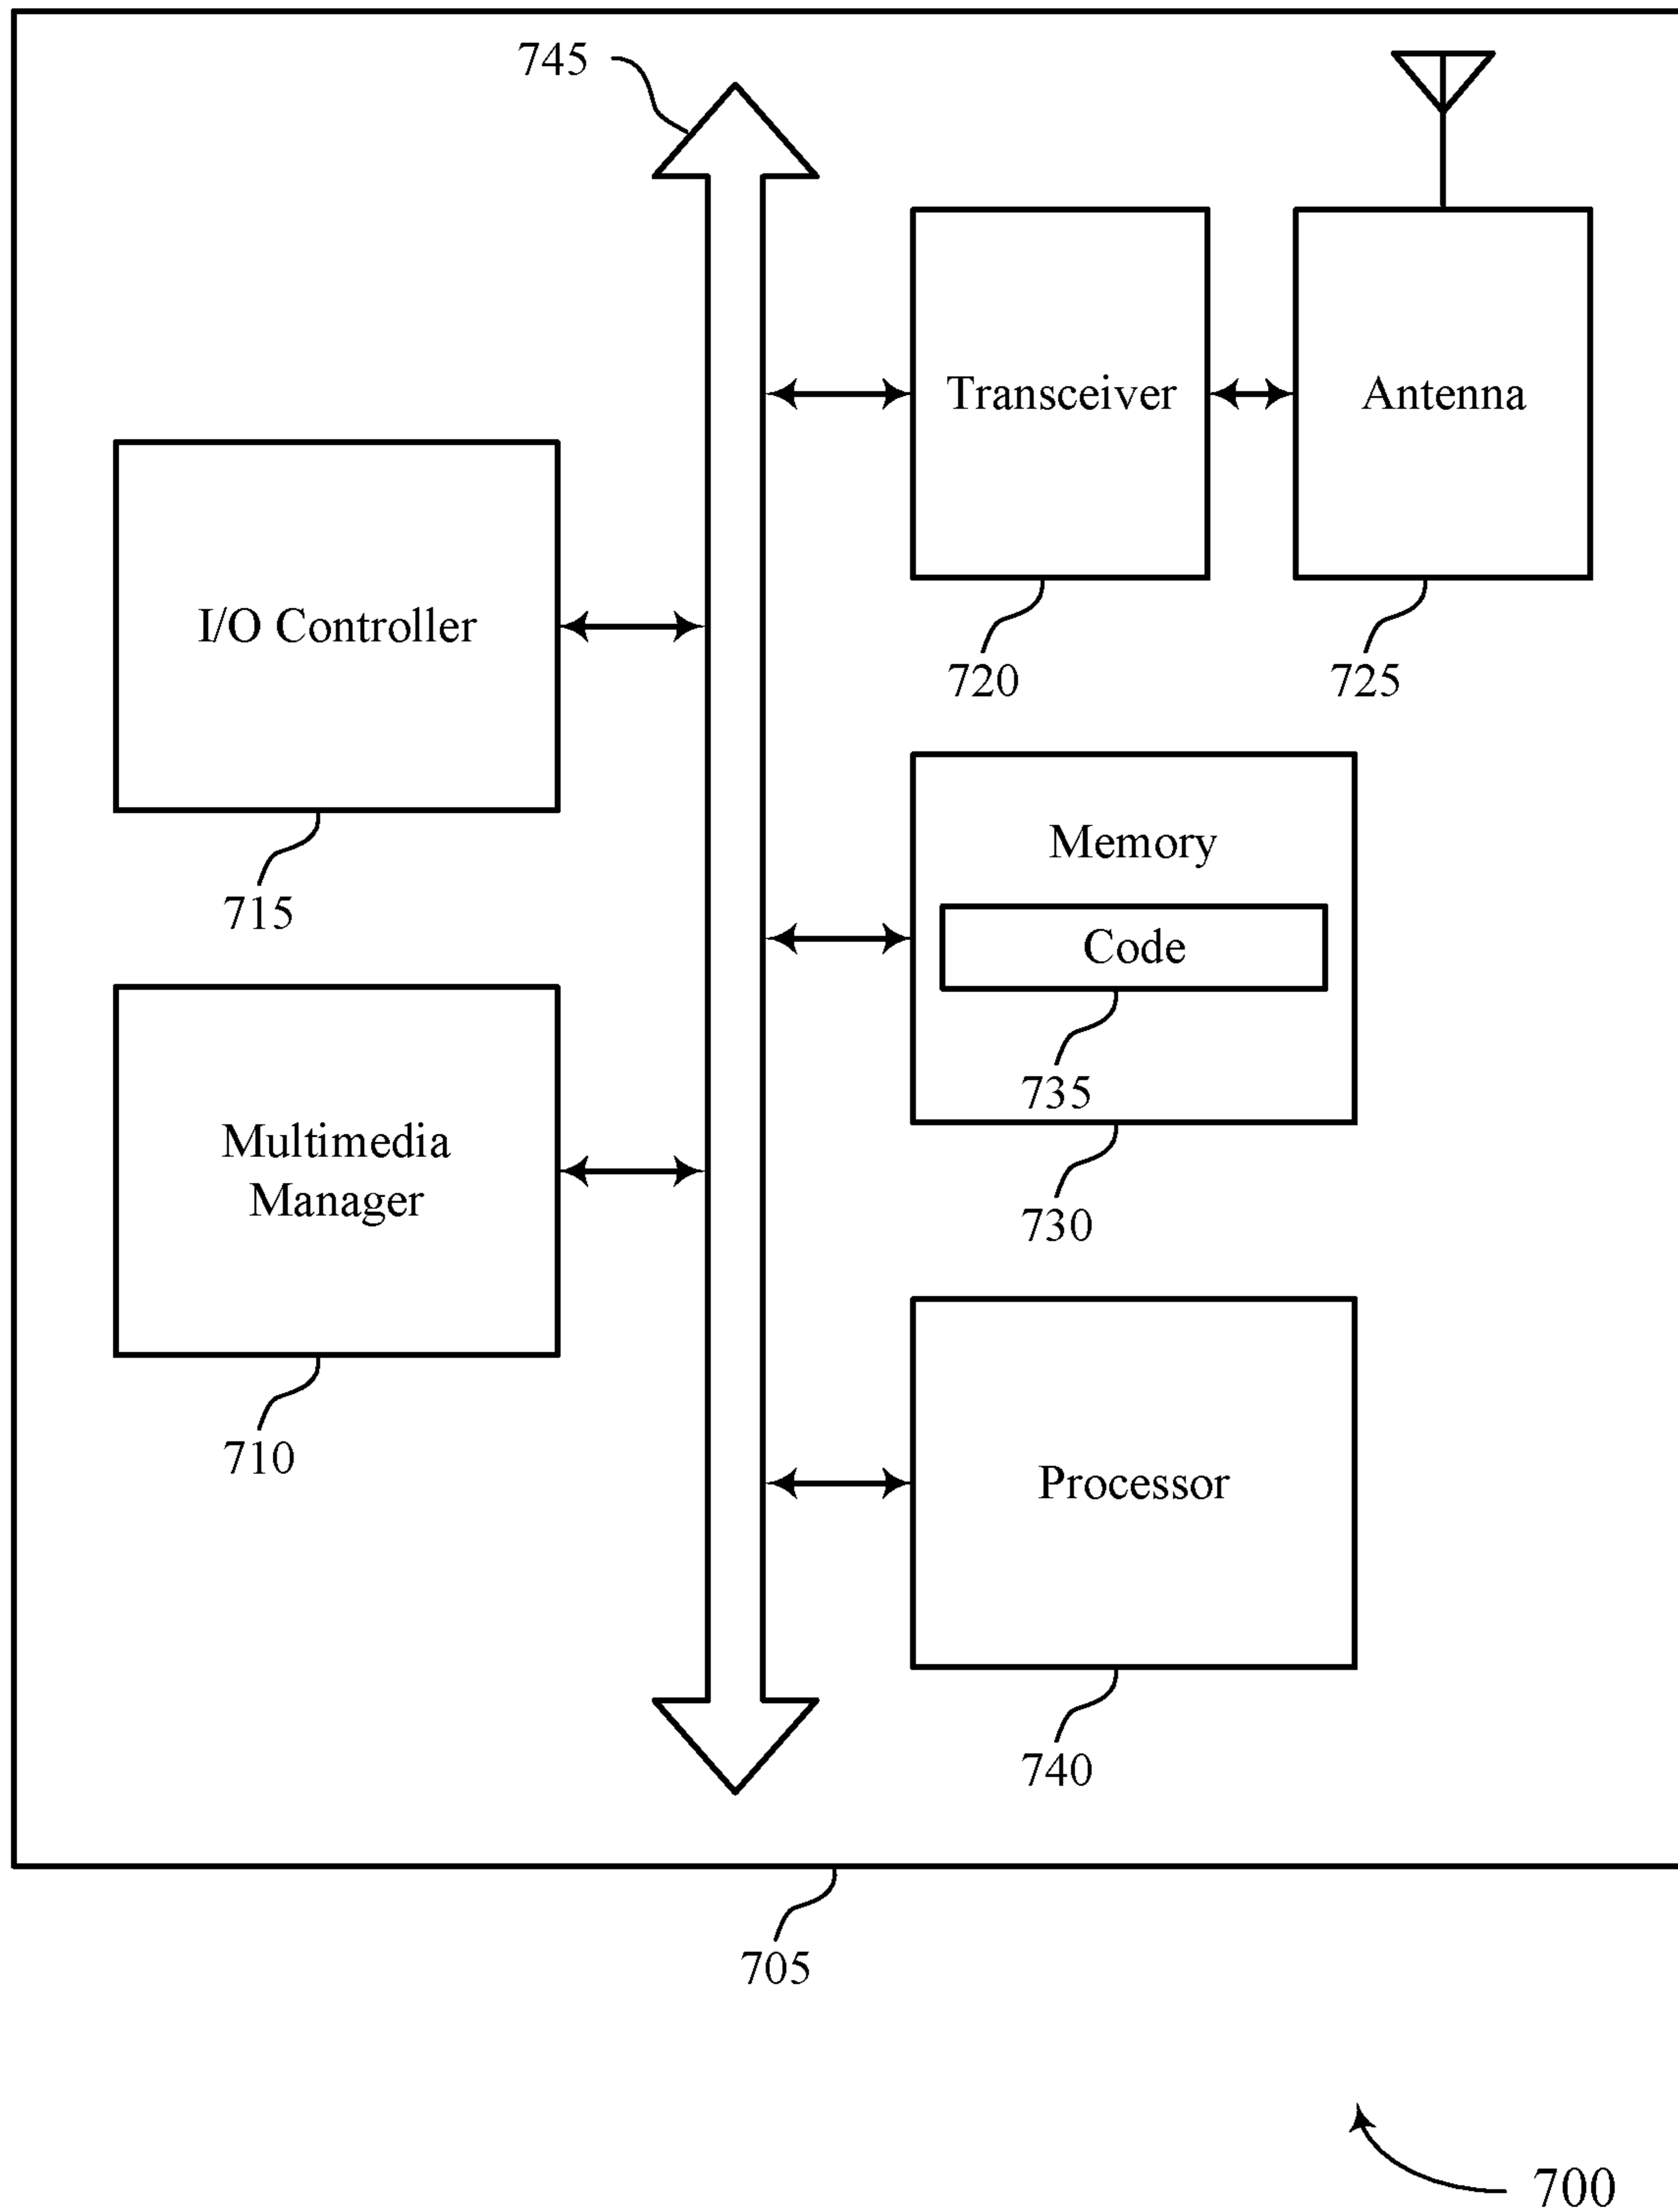 745
Transceiver
Antenna
I/O Controller
720
725
Memory
715
Code
735
Multimedia
Manager
730
710
Processor
740
705
700